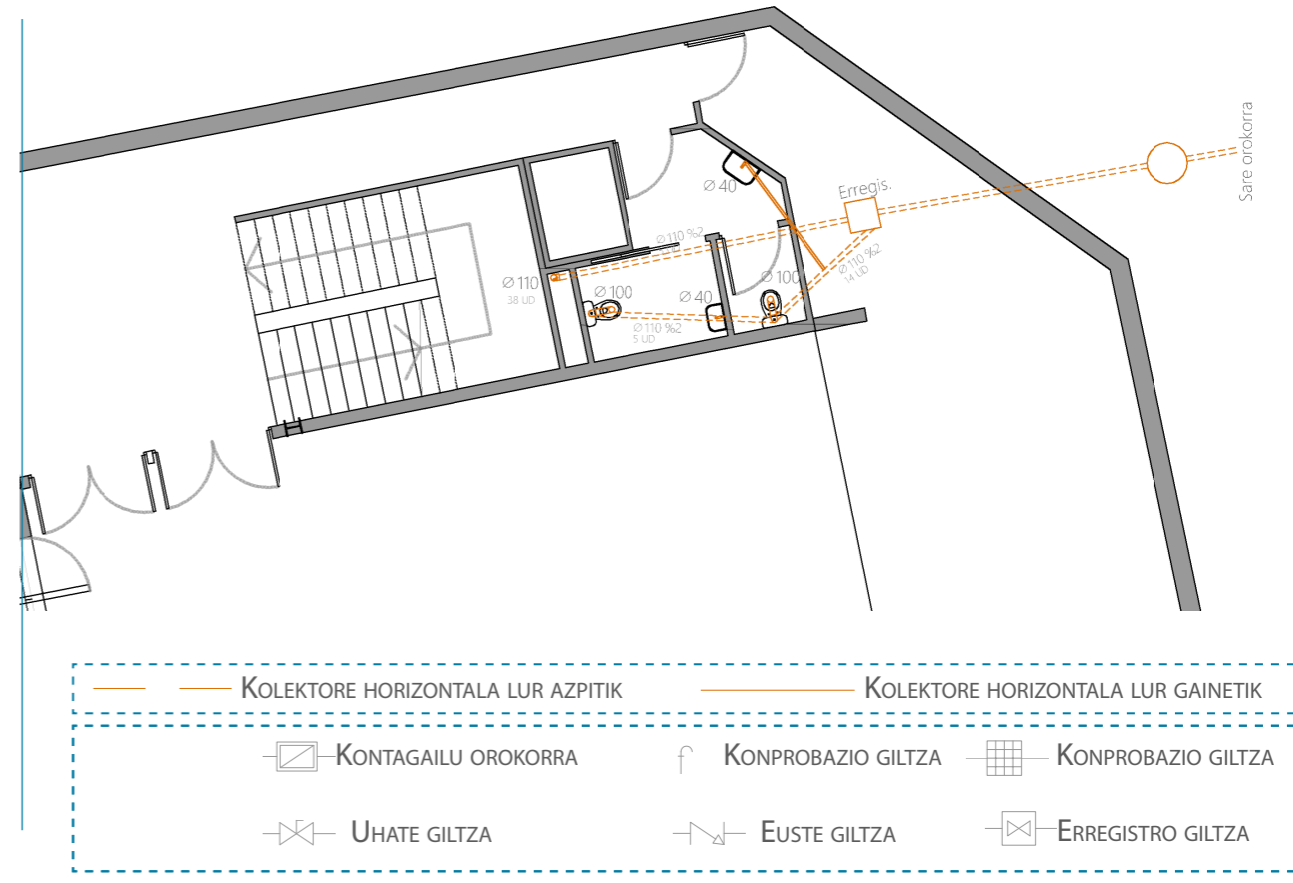 Sare orokorra
Erregis.
Ø 40
Ø 110 %2
Ø 110 %2
14 UD
Ø 110
38 UD
Ø 100
Ø 40
Ø 100
Ø 110 %2
5 UD
KOLEKTORE HORIZONTALA LUR AZPITIK
KOLEKTORE HORIZONTALA LUR GAINETIK
KONTAGAILU OROKORRA
KONPROBAZIO GILTZA
KONPROBAZIO GILTZA
UHATE GILTZA
EUSTE GILTZA
ERREGISTRO GILTZA